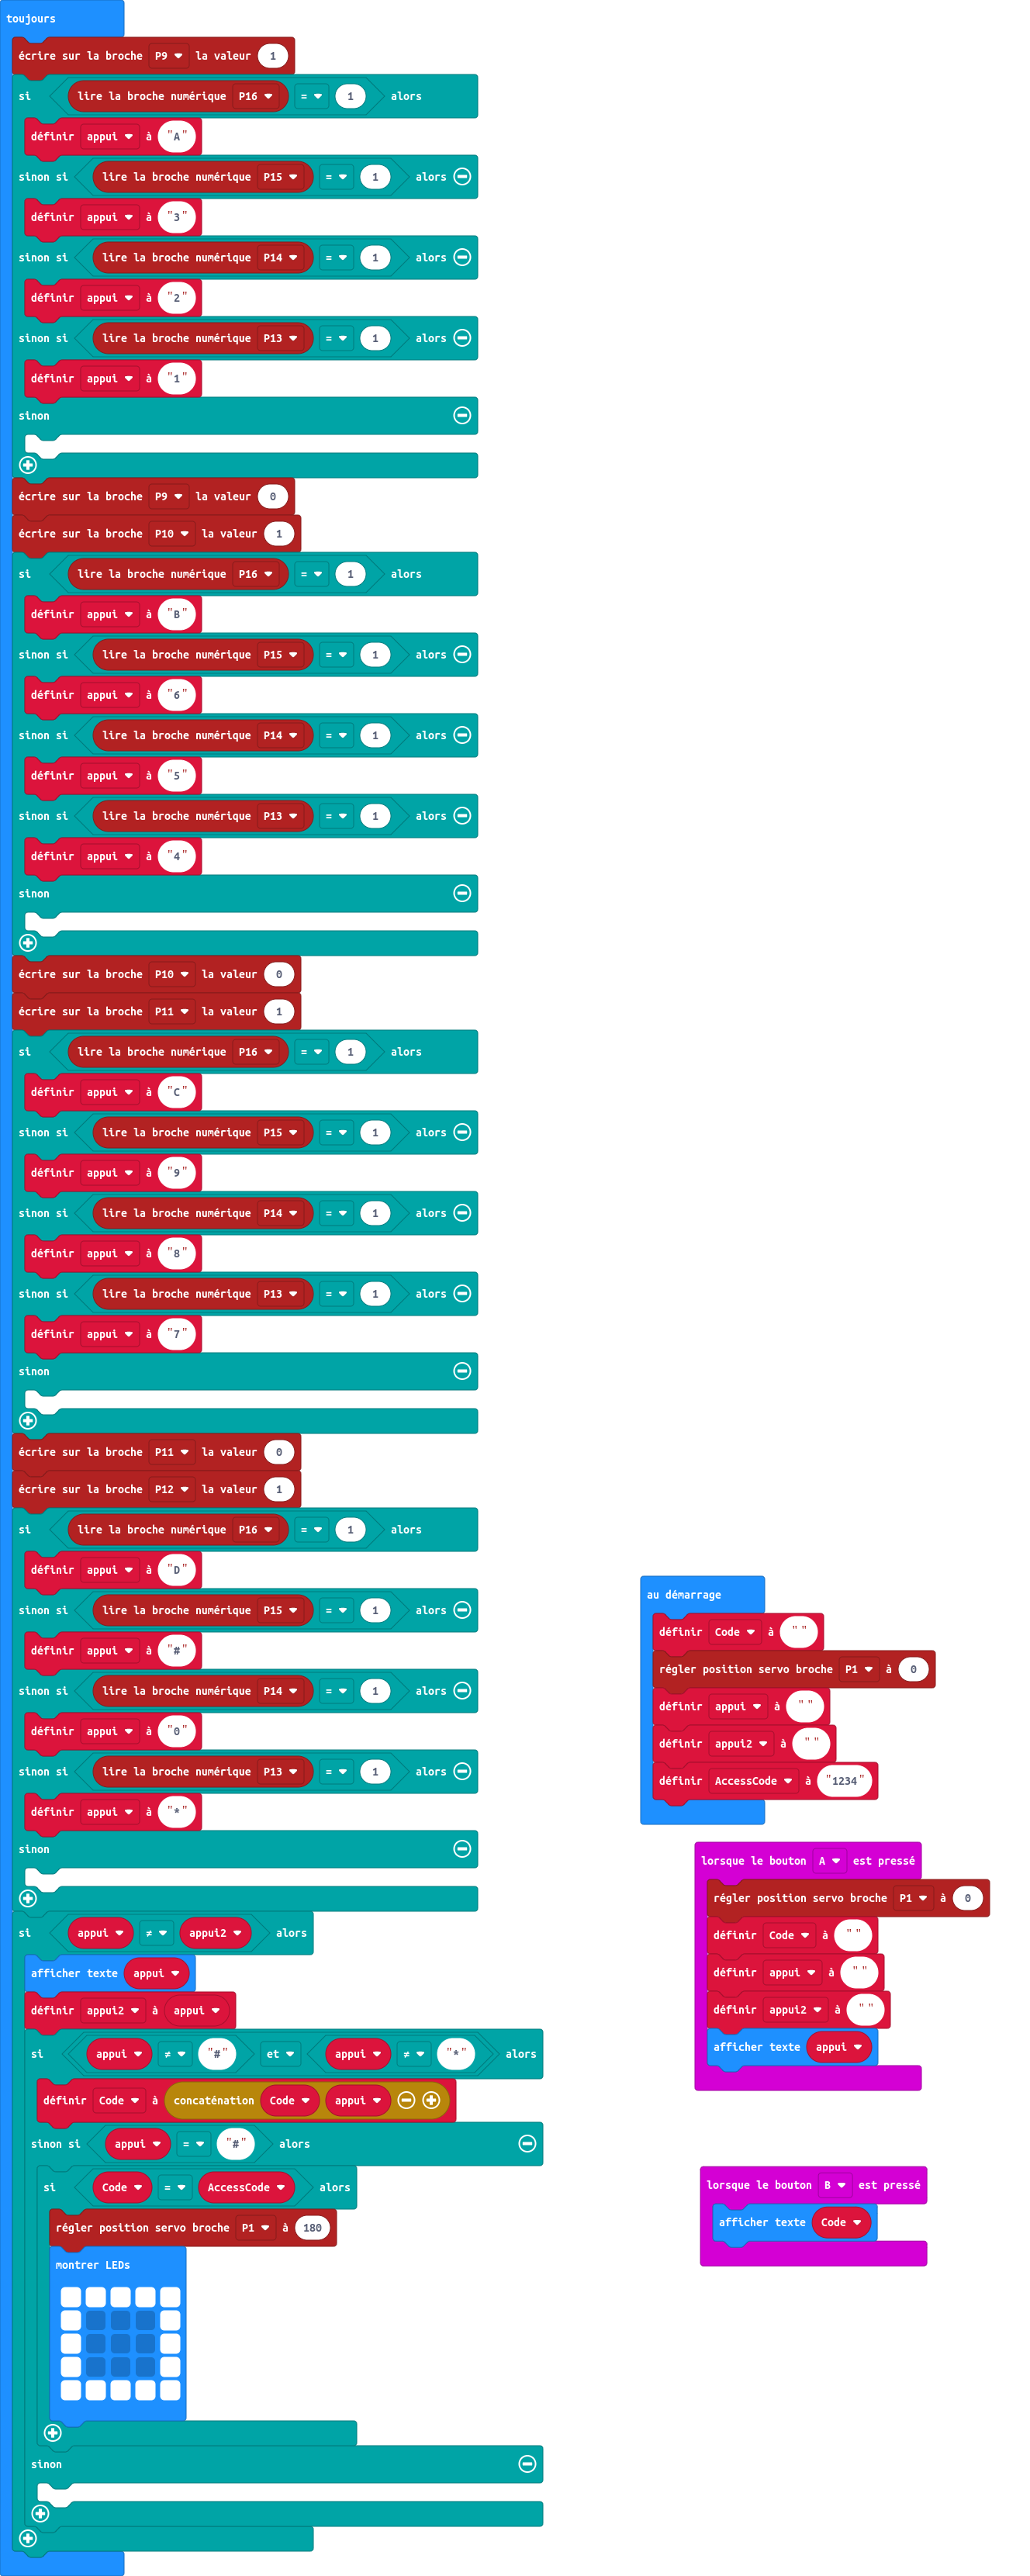 toujours
écrire sur la broche P9 la valeur 1
si lire la broche numérique P16 = 1 alors
définir appui à "A"
sinon si lire la broche numérique P15 = 1 alors
définir appui à "3"
sinon si lire la broche numérique P14 = 1 alors
définir appui à "2"
sinon si lire la broche numérique P13 = 1 alors
définir appui à "1"
sinon
écrire sur la broche P9 la valeur 0
écrire sur la broche P10 la valeur 1
si lire la broche numérique P16 = 1 alors
définir appui à "B"
sinon si lire la broche numérique P15 = 1 alors
définir appui à "6"
sinon si lire la broche numérique P14 = 1 alors
définir appui à "5"
sinon si lire la broche numérique P13 = 1 alors
définir appui à "4"
sinon
écrire sur la broche P10 la valeur 0
écrire sur la broche P11 la valeur 1
si lire la broche numérique P16 = 1 alors
définir appui à "C"
sinon si lire la broche numérique P15 = 1 alors
définir appui à "9"
sinon si lire la broche numérique P14 = 1 alors
définir appui à "8"
sinon si lire la broche numérique P13 = 1 alors
définir appui à "7"
sinon
écrire sur la broche P11 la valeur 0
écrire sur la broche P12 la valeur 1
si lire la broche numérique P16 = 1 alors
définir appui à "D"
sinon si lire la broche numérique P15 = 1 alors
définir appui à "#"
sinon si lire la broche numérique P14 = 1 alors
définir appui à "0"
sinon si lire la broche numérique P13 = 1 alors
définir appui à "*"
sinon
si appui ≠ appui2 alors
afficher texte appui
définir appui2 à appui
si appui ≠ "#" et appui ≠ "*" alors
définir Code à concaténation Code appui
sinon si appui = "#" alors
si Code = AccessCode alors
régler position servo broche P1 à 180
montrer LEDs
sinon
au démarrage
définir Code à ""
régler position servo broche P1 à 0
définir appui à ""
définir appui2 à ""
définir AccessCode à "1234"
lorsque le bouton A est pressé
régler position servo broche P1 à 0
définir Code à ""
définir appui à ""
définir appui2 à ""
afficher texte appui
lorsque le bouton B est pressé
afficher texte Code